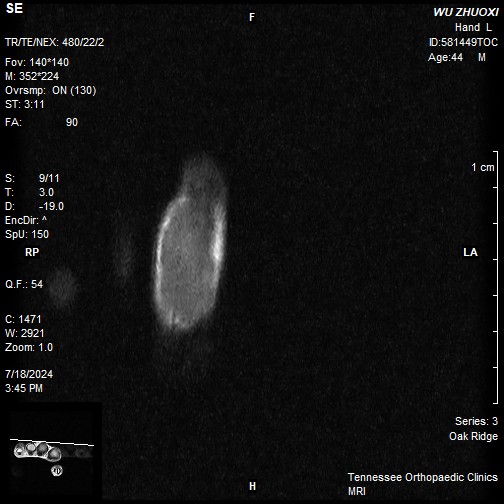 SE
F
WU ZHUOXI
Hand L
TR/TE/NEX: 480/22/2
ID:581449TOC
Fov: 140*140
Age:44 M
M: 352*224
Ovrsmp: ON (130)
ST: 3:11
FA: 90
1 cm
S: 9/11
T: 3.0
D: -19.0
EncDir: ^
SpU: 150
RP
LA
Q.F.: 54
C: 1471
W: 2921
Zoom: 1.0
7/18/2024
3:45 PM
Series: 3
Oak Ridge
H
Tennessee Orthopaedic Clinics
MRI